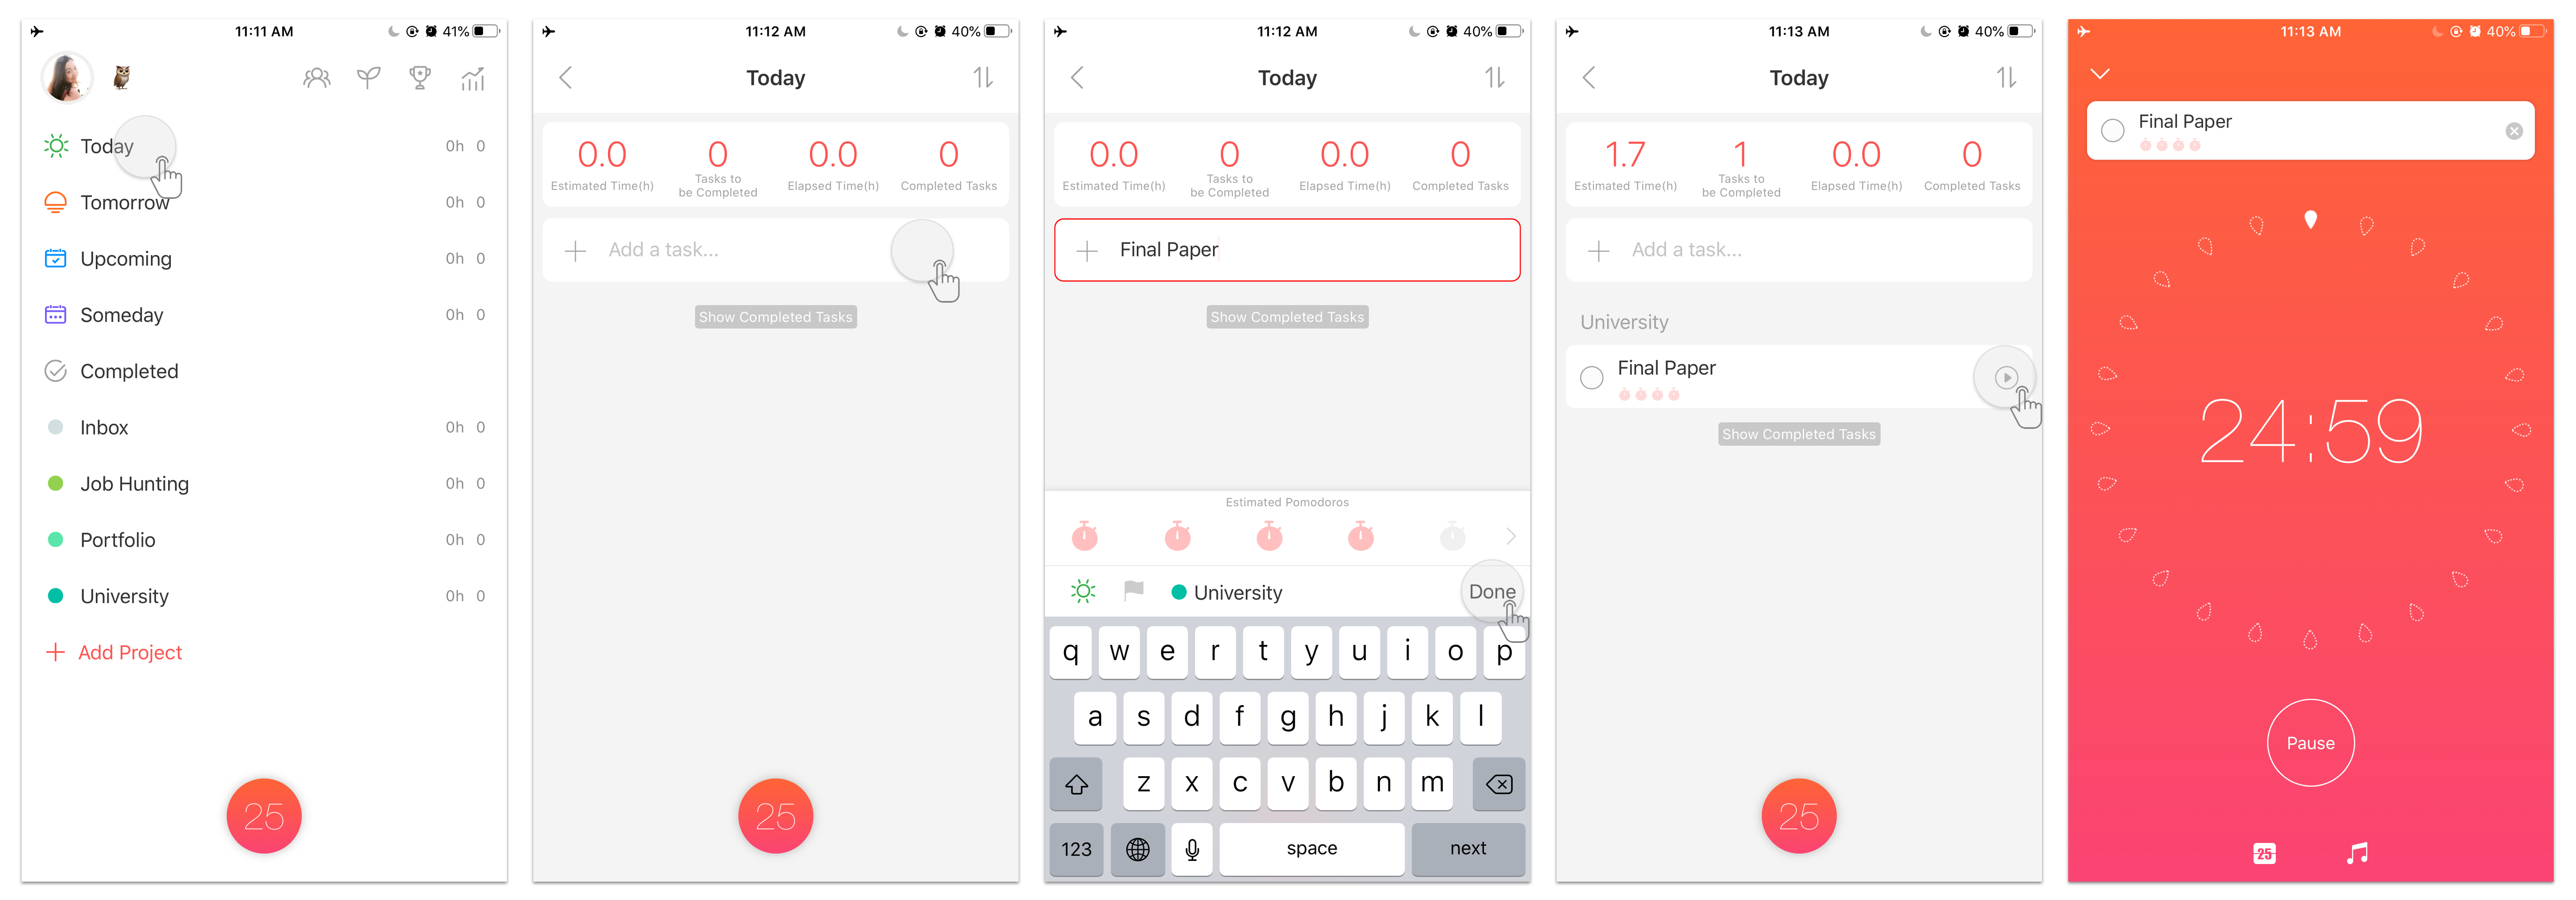 11:11 AM 41%
Today 0h 0
Tomorrow 0h 0
Upcoming 0h 0
Someday 0h 0
Completed
Inbox 0h 0
Job Hunting 0h 0
Portfolio 0h 0
University 0h 0
Add Project
25
11:12 AM 40%
Today
0.0 0 0.0 0
Estimated Time(h) Tasks to be Completed Elapsed Time(h) Completed Tasks
Add a task...
Show Completed Tasks
25
11:12 AM 40%
Today
0.0 0 0.0 0
Estimated Time(h) Tasks to be Completed Elapsed Time(h) Completed Tasks
Final Paper
Show Completed Tasks
Estimated Pomodoros
University Done
q w e r t y u i o p
a s d f g h j k l
z x c v b n m
123 space next
11:13 AM 40%
Today
1.7 1 0.0 0
Estimated Time(h) Tasks to be Completed Elapsed Time(h) Completed Tasks
Add a task...
University
Final Paper
Show Completed Tasks
25
11:13 AM 40%
Final Paper
24:59
Pause
25